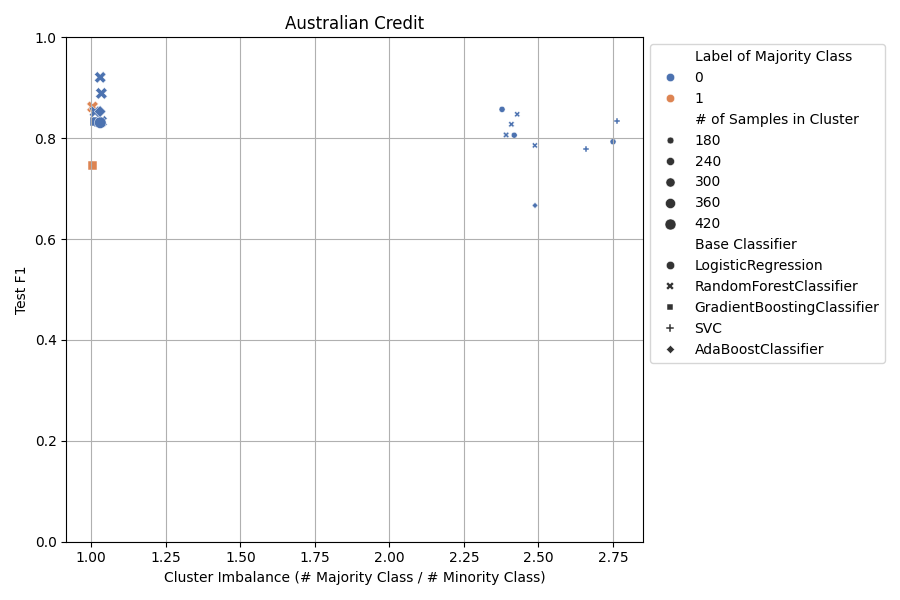 Australian Credit
1.0
0.8
0.6
0.4
0.2
0.0
Test F1
1.00
1.25
1.50
1.75
2.00
2.25
2.50
2.75
Cluster Imbalance (# Majority Class / # Minority Class)
Label of Majority Class
0
1
# of Samples in Cluster
180
240
300
360
420
Base Classifier
LogisticRegression
RandomForestClassifier
GradientBoostingClassifier
SVC
AdaBoostClassifier